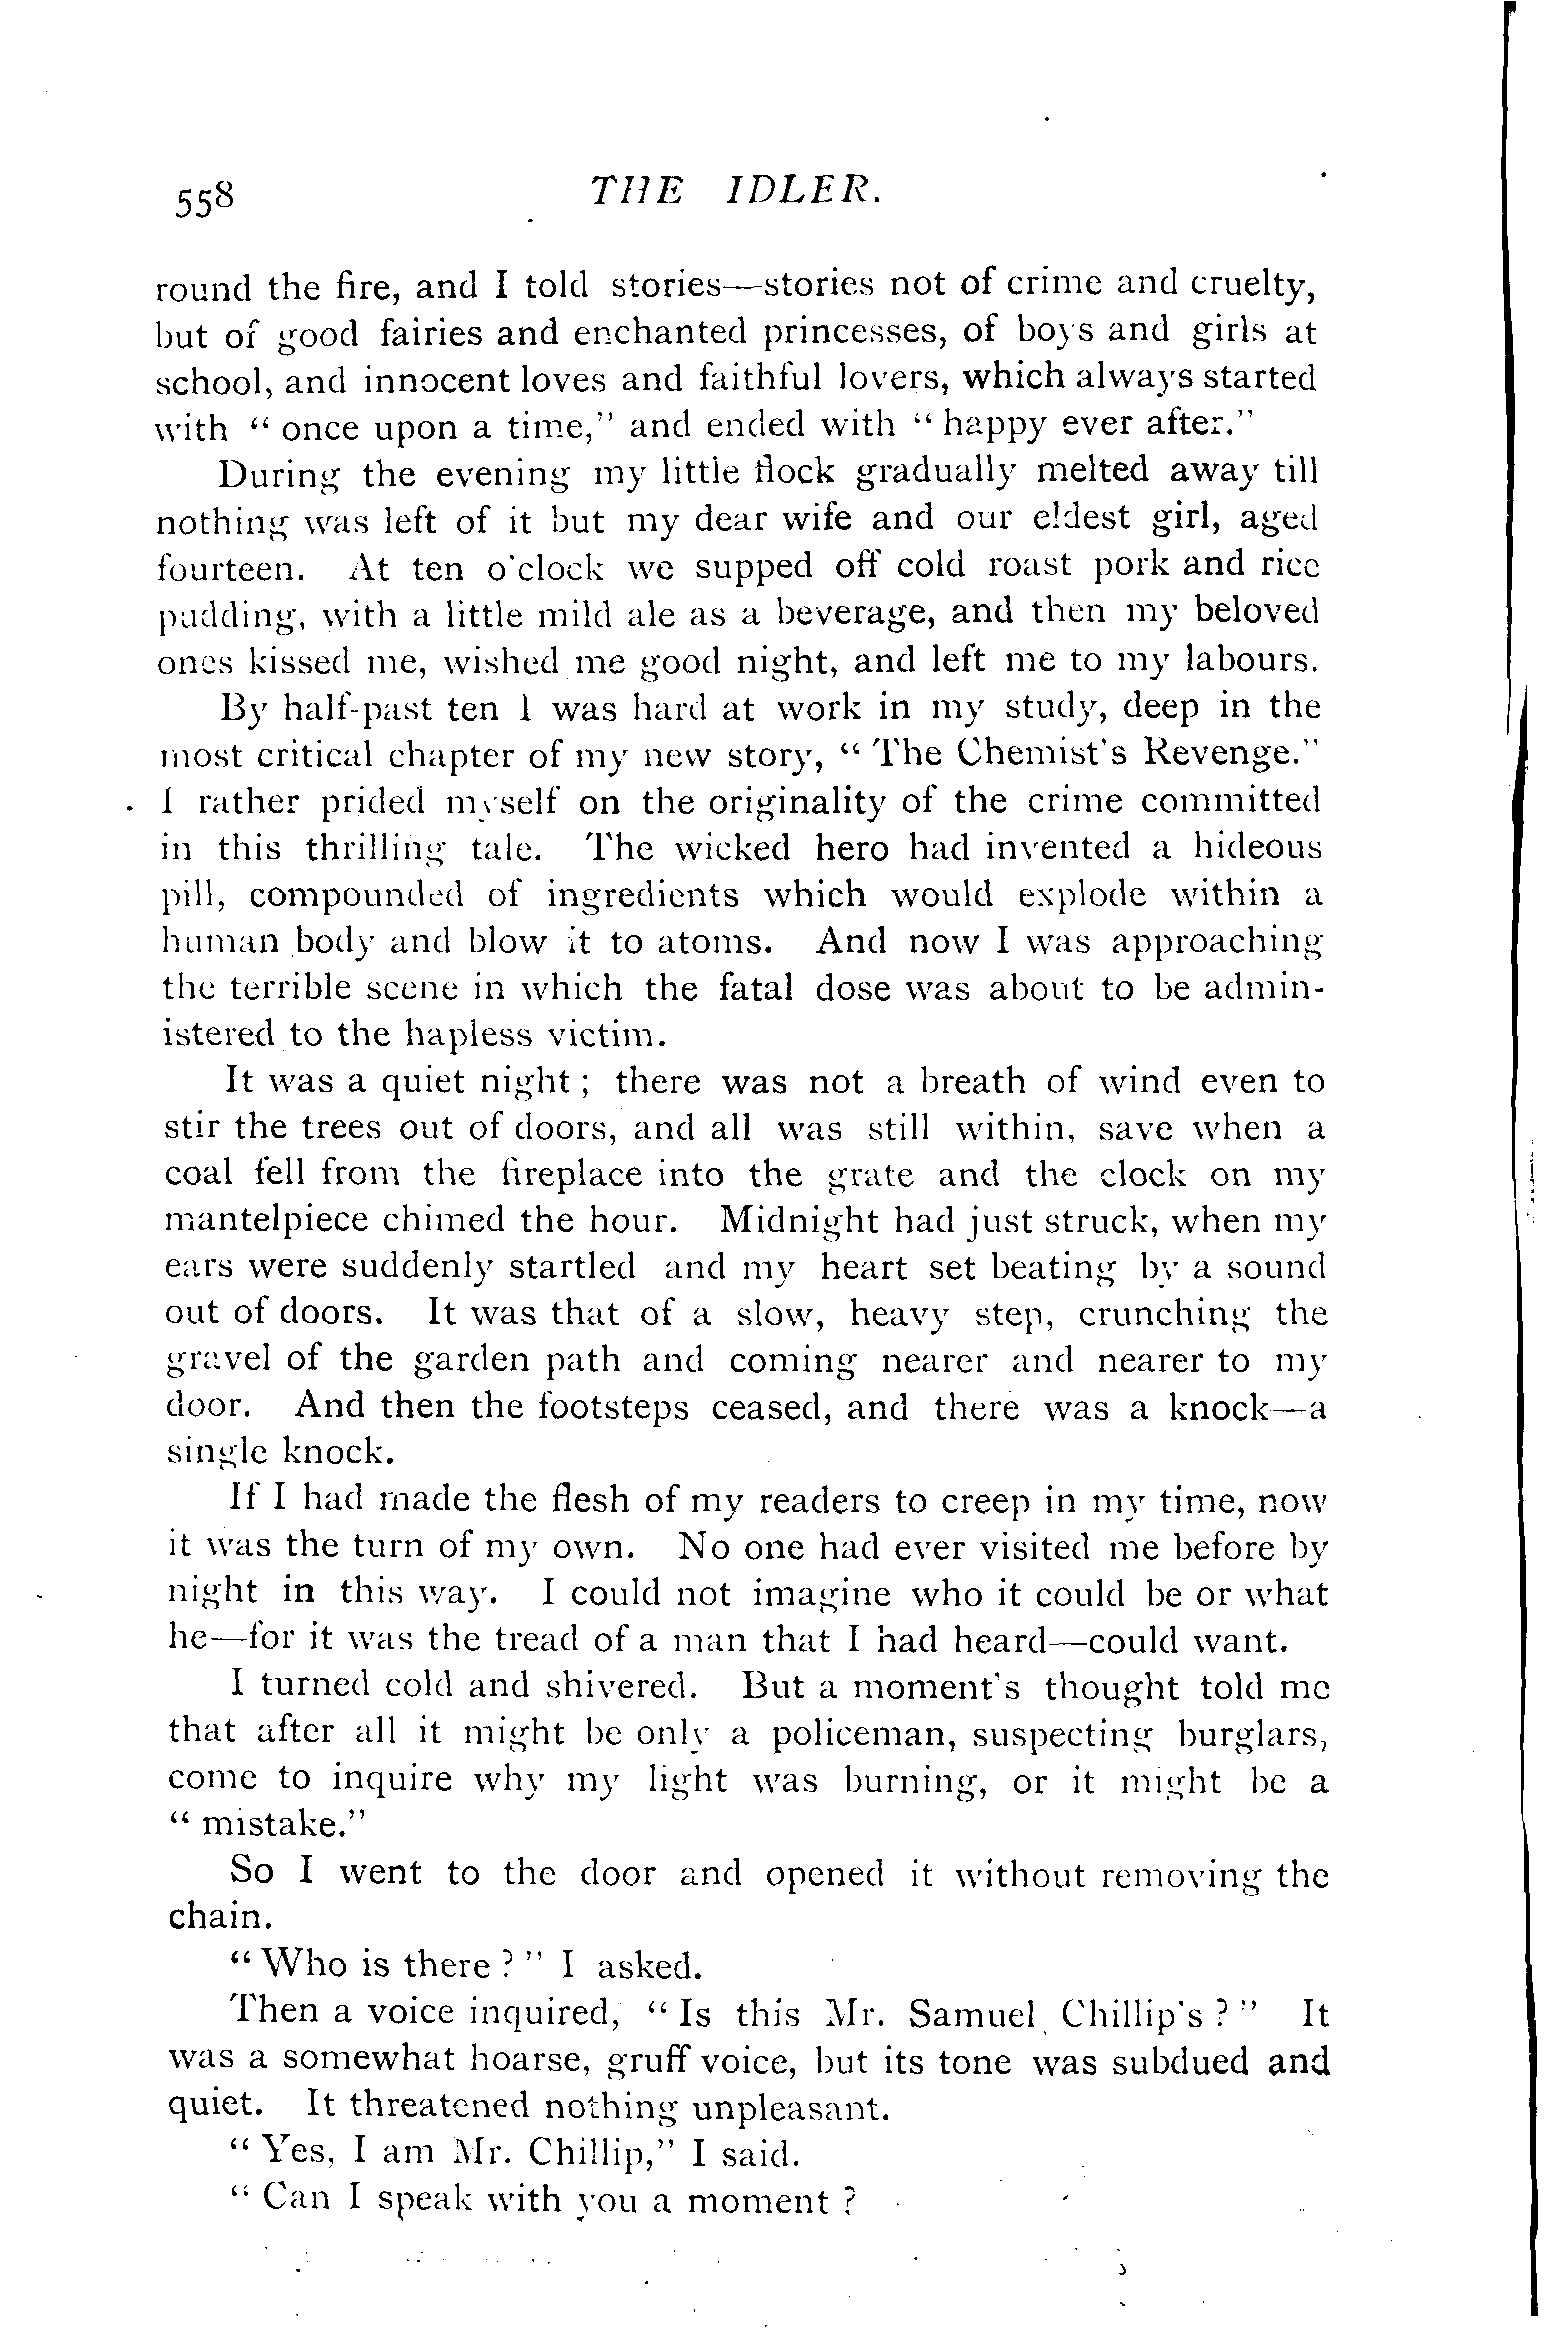 558 THE IDLER.
round the fire, and I told stories—stories not of crime and cruelty,
but of good fairies and enchanted princesses, of boys and girls at
school, and innocent loves and faithful lovers, which always started
with “ once upon a time,” and ended with “ happy ever after.”
During the evening my little flock gradually melted away till
nothing was left of it but my dear wife and our eldest girl, aged
fourteen. At ten o'clock we supped off cold roast pork and rice
pudding, with a little mild ale as a beverage, and then my beloved
ones kissed me, wished me good night, and left me to my labours.
By half-past ten I was hard at work in my study, deep in the
most critical chapter of my new story, “ The Chemist's Revenge.”
I rather prided myself on the originality of the crime committed
in this thrilling tale. The wicked hero had invented a hideous
pill, compounded of ingredients which would explode within a
human body and blow it to atoms. And now I was approaching
the terrible scene in which the fatal dose was about to be admin-
istered to the hapless victim.
It was a quiet night ; there was not a breath of wind even to
stir the trees out of doors, and all was still within, save when a
coal fell from the fireplace into the grate and the clock on my
mantelpiece chimed the hour. Midnight had just struck, when my
ears were suddenly startled and my heart set beating by a sound
out of doors. It was that of a slow, heavy step, crunching the
gravel of the garden path and coming nearer and nearer to my
door. And then the footsteps ceased, and there was a knock—a
single knock.
If I had made the flesh of my readers to creep in my time, now
it was the turn of my own. No one had ever visited me before by
night in this way. I could not imagine who it could be or what
he—for it was the tread of a man that I had heard—could want.
I turned cold and shivered. But a moment's thought told me
that after all it might be only a policeman, suspecting burglars,
come to inquire why my light was burning, or it might be a
“ mistake.”
So I went to the door and opened it without removing the
chain.
“ Who is there ? ” I asked.
Then a voice inquired, “ Is this Mr. Samuel Chillip's ? ” It
was a somewhat hoarse, gruff voice, but its tone was subdued and
quiet. It threatened nothing unpleasant.
“ Yes, I am Mr. Chillip,” I said.
“ Can I speak with you a moment ?